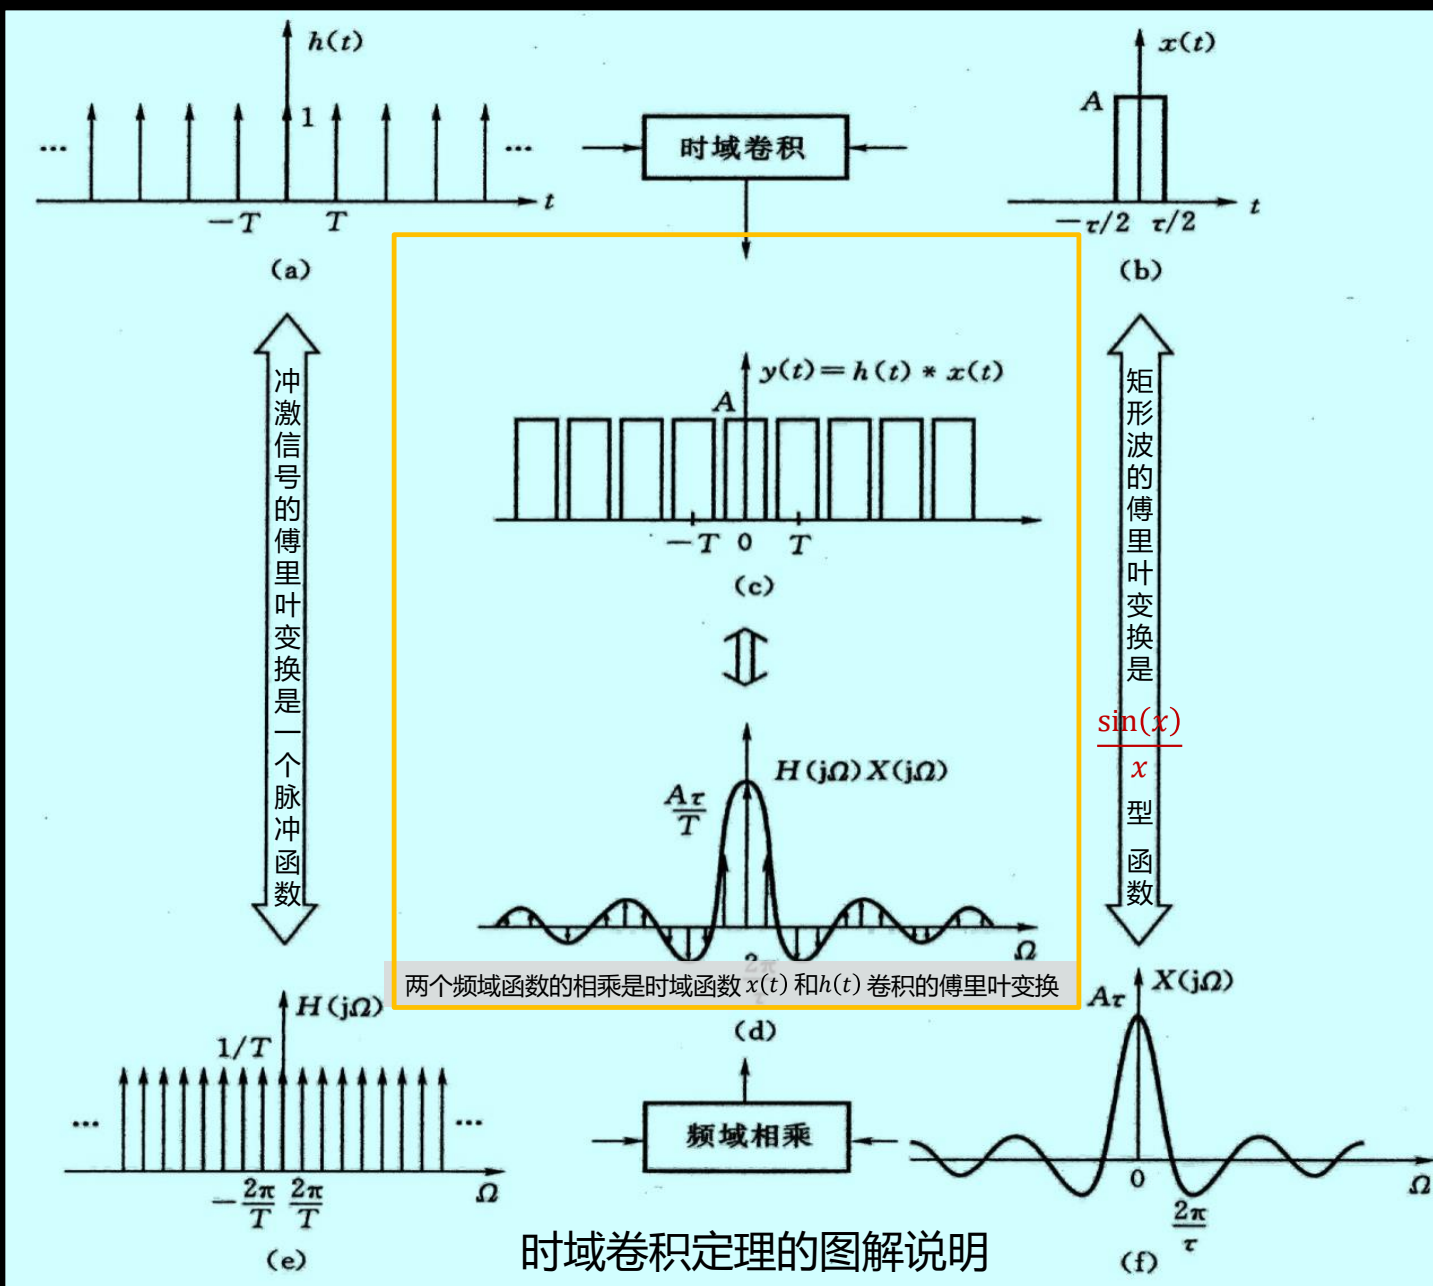 h(t)
1
...
...
-T
T
t
(a)
时域卷积
x(t)
A
-τ/2
τ/2
t
(b)
冲激信号的傅里叶变换是一个脉冲函数
y(t)=h(t)*x(t)
A
-T
0
T
(c)
矩形波的傅里叶变换是
sin(x)
x
型
函数
H(jΩ)X(jΩ)
Aτ
T
Ω
2π
两个频域函数的相乘是时域函数x(t)和h(t)卷积的傅里叶变换
(d)
H(jΩ)
1/T
...
...
-2π/T
2π/T
Ω
(e)
频域相乘
X(jΩ)
Aτ
0
2π/τ
Ω
(f)
时域卷积定理的图解说明